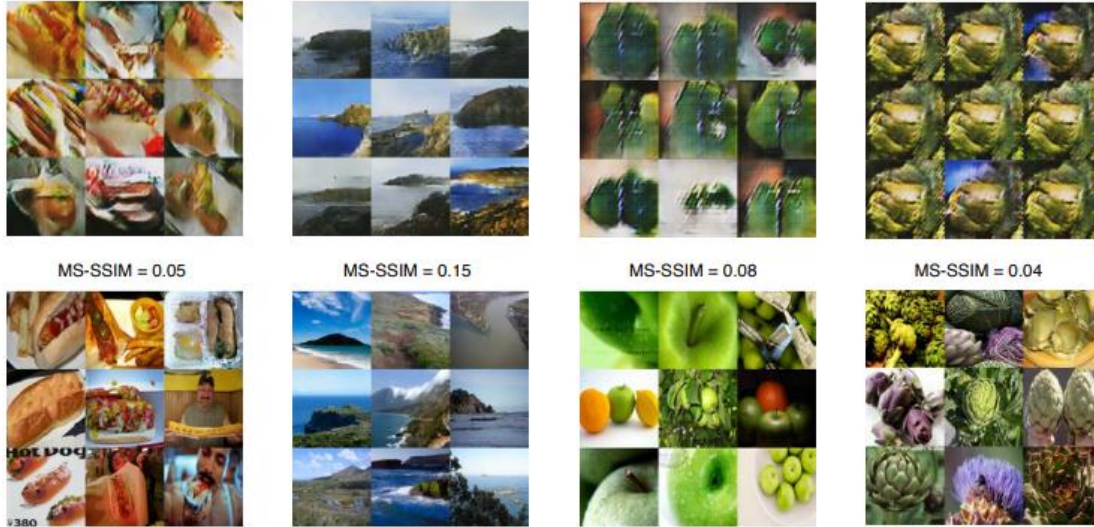 MS-SSIM = 0.05
MS-SSIM = 0.15
MS-SSIM = 0.08
MS-SSIM = 0.04
Hot Dog
¥380